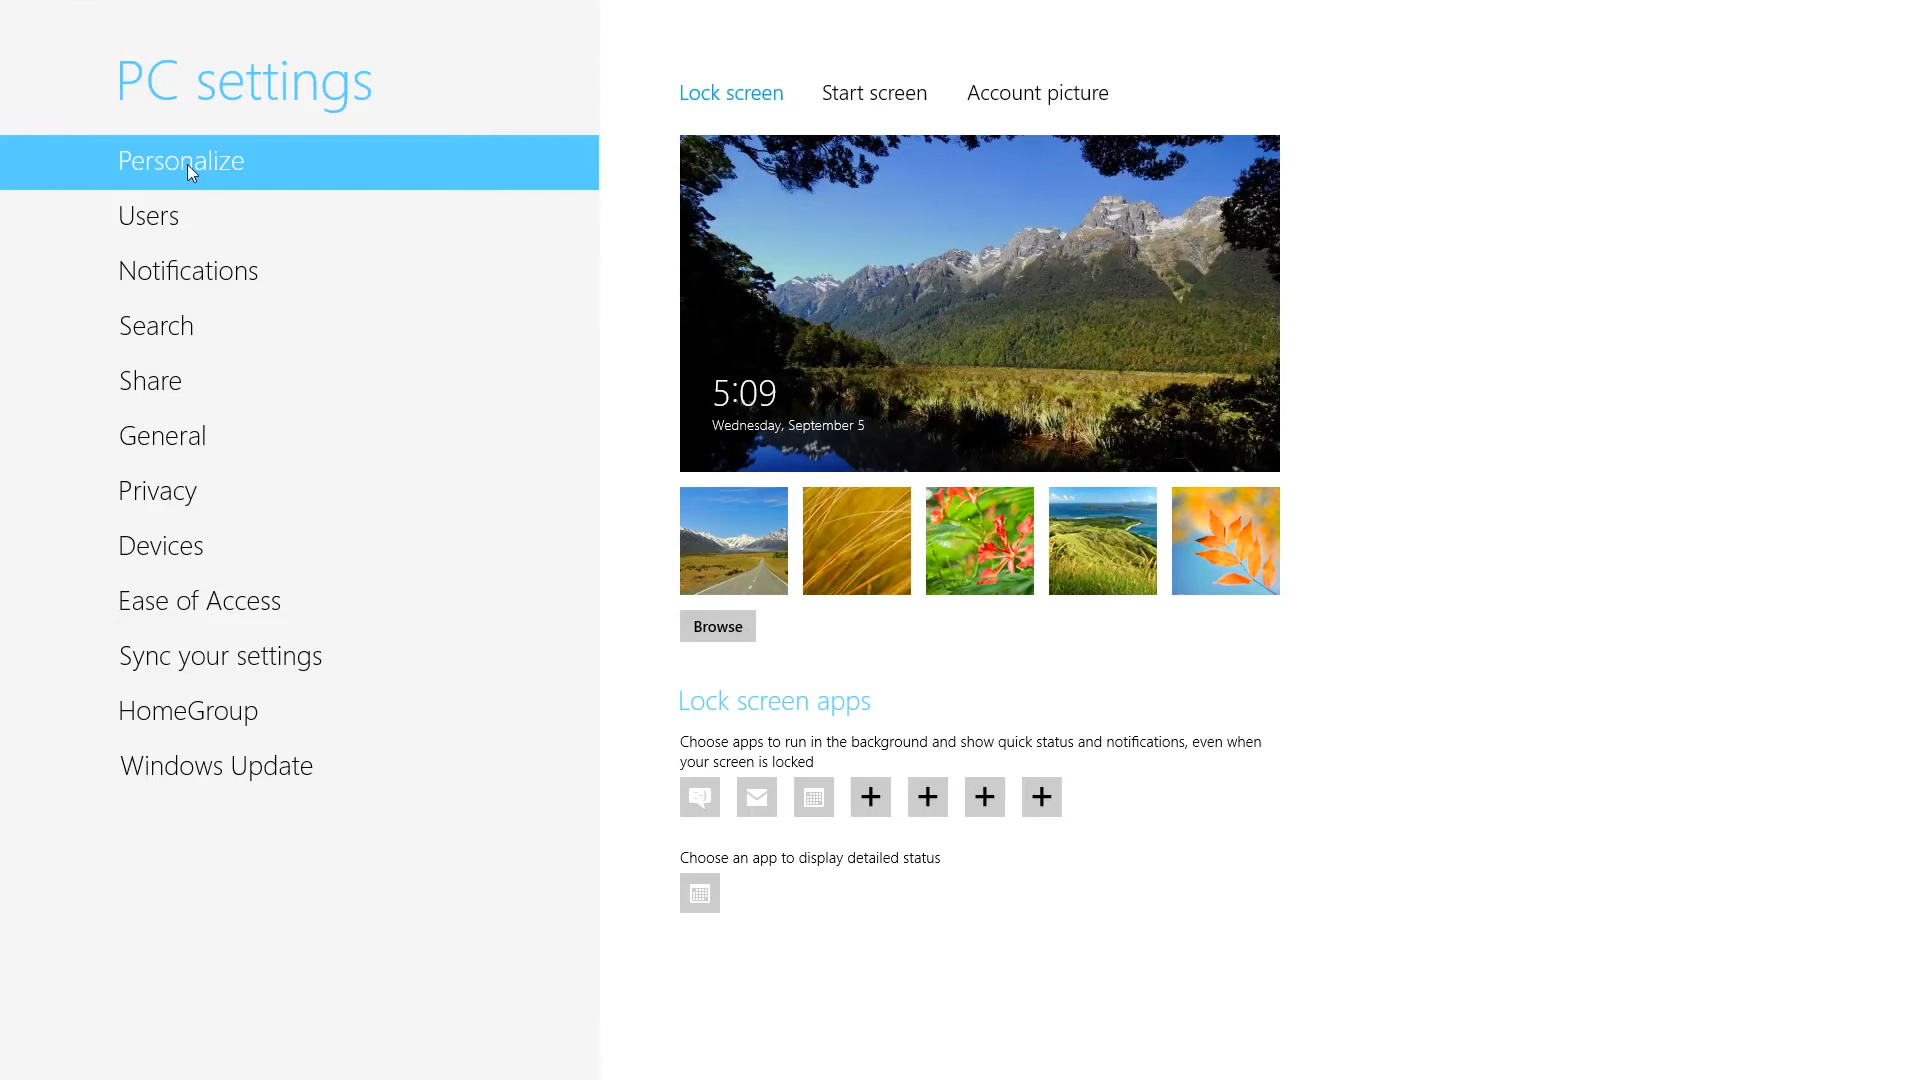 PC settings
Personalize
Users
Notifications
Search
Share
General
Privacy
Devices
Ease of Access
Sync your settings
HomeGroup
Windows Update
Lock screen Start screen Account picture
5:09
Wednesday, September 5
Browse
Lock screen apps
Choose apps to run in the background and show quick status and notifications, even when
your screen is locked
Choose an app to display detailed status